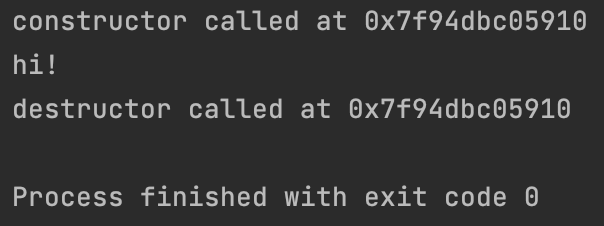 constructor called at 0x7f94dbc05910
hi!
destructor called at 0x7f94dbc05910
Process finished with exit code 0